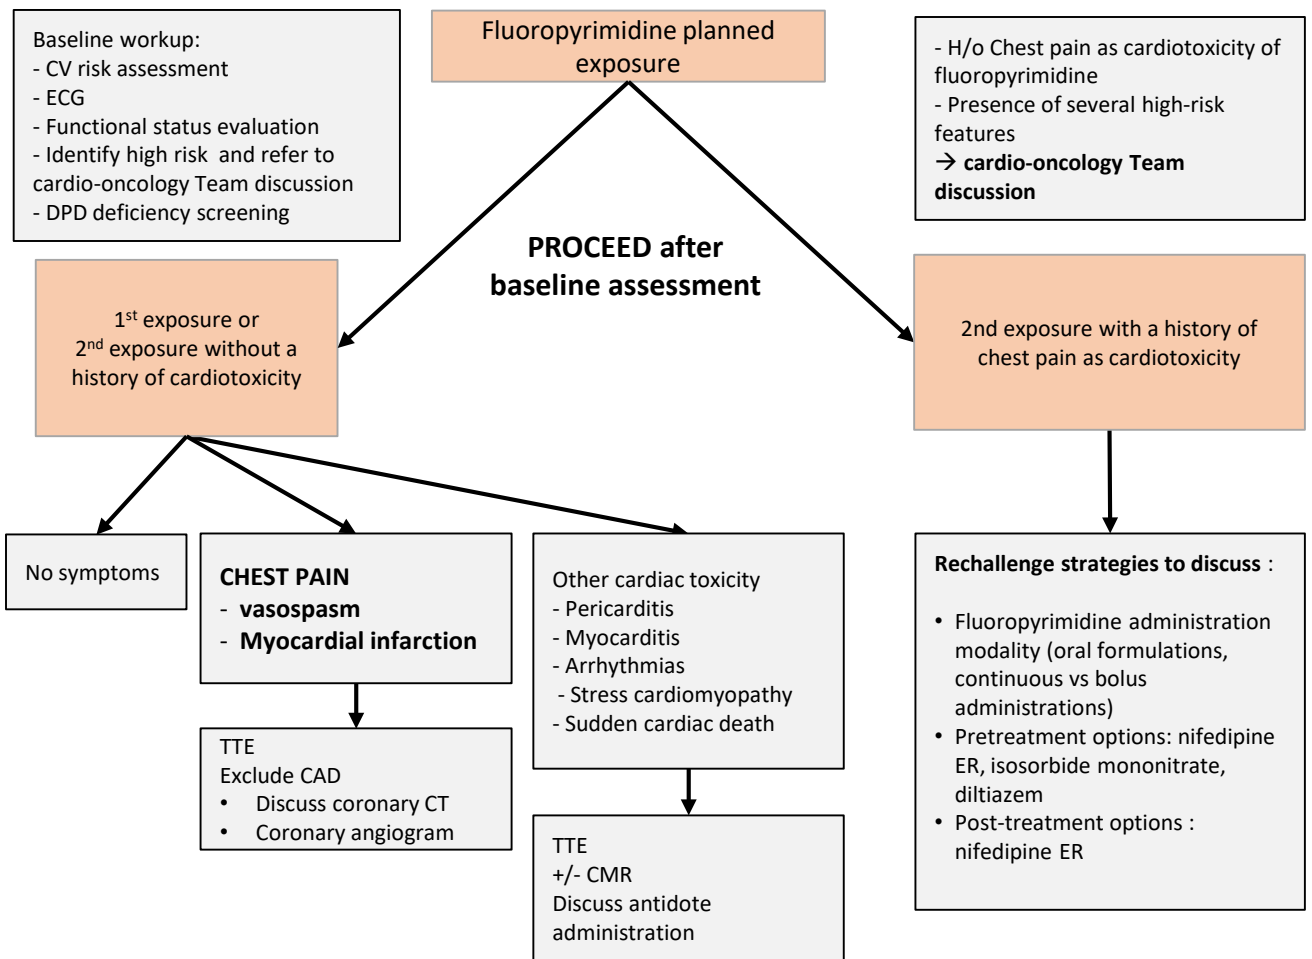 Baseline workup:
- CV risk assessment
- ECG
- Functional status evaluation
- Identify high risk  and refer to
cardio-oncology Team discussion
- DPD deficiency screening
Fluoropyrimidine planned
exposure
- H/o Chest pain as cardiotoxicity of
fluoropyrimidine
- Presence of several high-risk
features
→ cardio-oncology Team
discussion
PROCEED after
baseline assessment
1st exposure or
2nd exposure without a
history of cardiotoxicity
2nd exposure with a history of
chest pain as cardiotoxicity
No symptoms
CHEST PAIN
- vasospasm
- Myocardial infarction
TTE
Exclude CAD
• Discuss coronary CT
• Coronary angiogram
Other cardiac toxicity
- Pericarditis
- Myocarditis
- Arrhythmias
- Stress cardiomyopathy
- Sudden cardiac death
TTE
+/- CMR
Discuss antidote
administration
Rechallenge strategies to discuss :
• Fluoropyrimidine administration
modality (oral formulations,
continuous vs bolus
administrations)
• Pretreatment options: nifedipine
ER, isosorbide mononitrate,
diltiazem
• Post-treatment options :
nifedipine ER